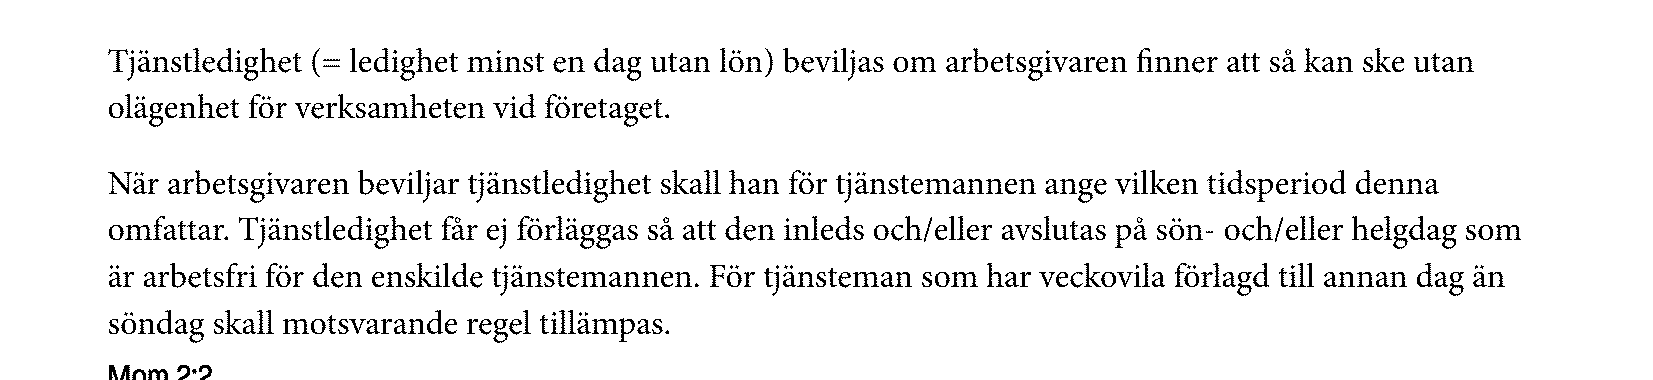 Tjänstledighet (= ledighet minst en dag utan lön) beviljas om arbetsgivaren finner att så kan ske utan
olägenhet för verksamheten vid företaget.
När arbetsgivaren beviljar tjänstledighet skall han för tjänstemannen ange vilken tidsperiod denna
omfattar. Tjänstledighet får ej förläggas så att den inleds och/eller avslutas på sön- och/eller helgdag som
är arbetsfri för den enskilde tjänstemannen. För tjänsteman som har veckovila förlagd till annan dag än
söndag skall motsvarande regel tillämpas.
Mom 2:2